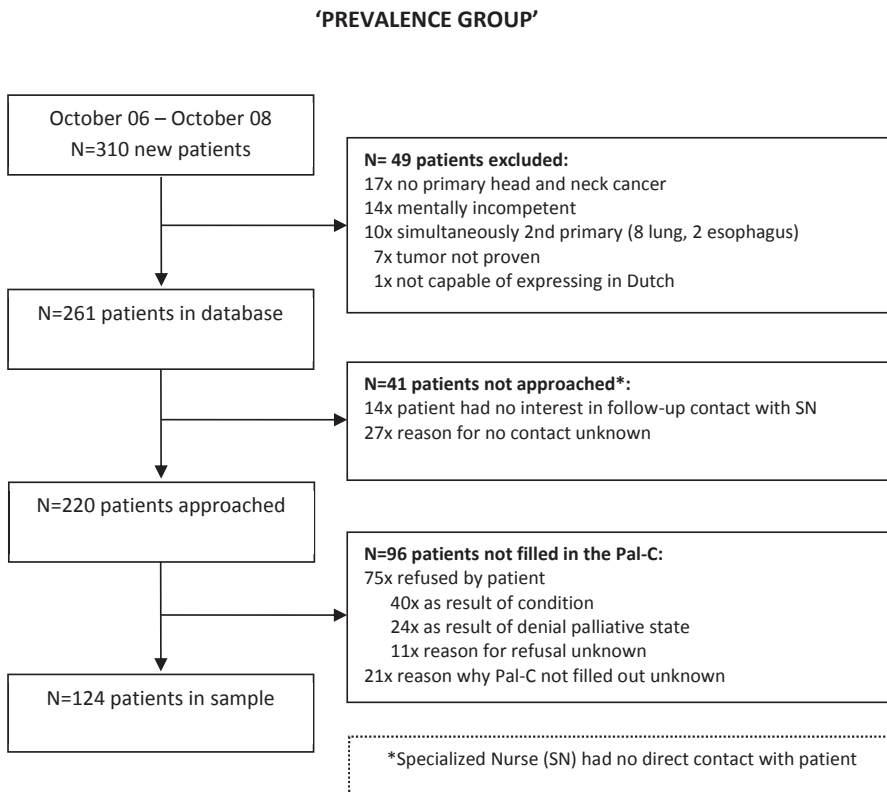 ‘PREVALENCE GROUP’
October 06 – October 08
N=310 new patients
N= 49 patients excluded:
17x no primary head and neck cancer
14x mentally incompetent
10x simultaneously 2nd primary (8 lung, 2 esophagus)
7x tumor not proven
1x not capable of expressing in Dutch
N=261 patients in database
N=41 patients not approached*:
14x patient had no interest in follow-up contact with SN
27x reason for no contact unknown
N=220 patients approached
N=96 patients not filled in the Pal-C:
75x refused by patient
40x as result of condition
24x as result of denial palliative state
11x reason for refusal unknown
21x reason why Pal-C not filled out unknown
N=124 patients in sample
*Specialized Nurse (SN) had no direct contact with patient